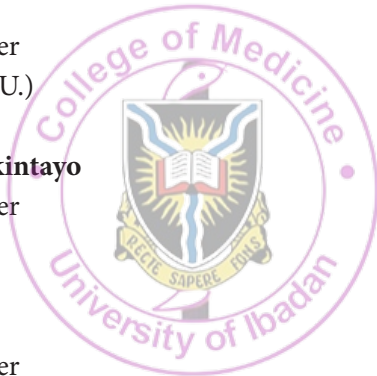 er
U.)
kintayo
er
er
College of Medicine
University of Ibadan
RECTE SAPERE FONS